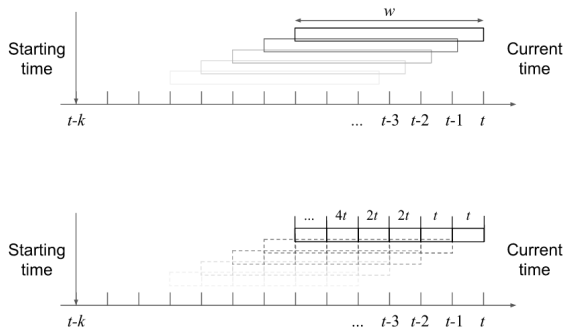 w
Starting
time
Current
time
t-k ... t-3 t-2 t-1 t
... 4t 2t 2t t t
Starting
time
Current
time
t-k ... t-3 t-2 t-1 t